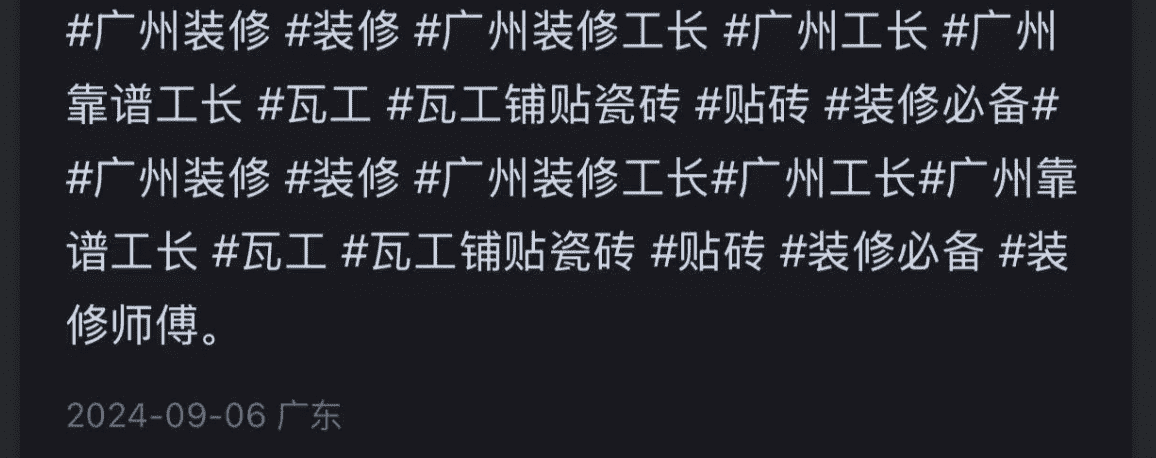 #广州装修 #装修 #广州装修工长 #广州工长 #广州
靠谱工长 #瓦工 #瓦工铺贴瓷砖 #贴砖 #装修必备#
#广州装修 #装修 #广州装修工长#广州工长#广州靠
谱工长 #瓦工 #瓦工铺贴瓷砖 #贴砖 #装修必备 #装
修师傅。
2024-09-06 广东